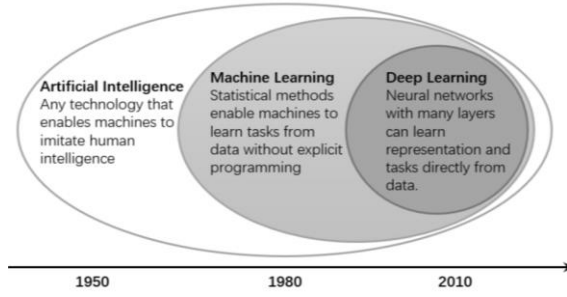 Artificial Intelligence
Any technology that
enables machines to
imitate human
intelligence
Machine Learning
Statistical methods
enable machines to
learn tasks from
data without explicit
programming
Deep Learning
Neural networks
with many layers
can learn
representation and
tasks directly from
data.
1950
1980
2010